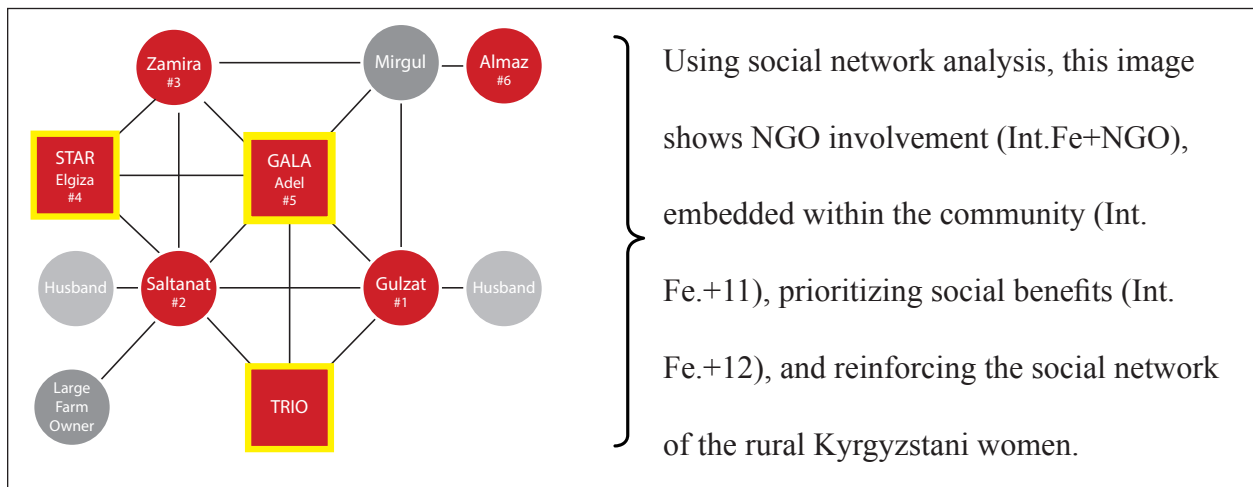 Zamira
#3
Mirgul
Almaz
#6
STAR
Elgiza
#4
GALA
Adel
#5
Husband
Saltanat
#2
Gulzat
#1
Husband
Large
Farm
Owner
TRIO
Using social network analysis, this image
shows NGO involvement (Int.Fe+NGO),
embedded within the community (Int.
Fe.+11), prioritizing social benefits (Int.
Fe.+12), and reinforcing the social network
of the rural Kyrgyzstani women.